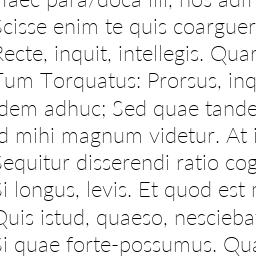 haec para/doca illi, nos adm
Scisse enim te quis coarguer
Recte, inquit, intellegis. Quar
Tum Torquatus: Prorsus, inq
Idem adhuc; Sed quae tande
Id mihi magnum videtur. At i
Sequitur disserendi ratio cog
Si longus, levis. Et quod est
Quis istud, quaeso, nescieba
Si quae forte-possumus. Qua